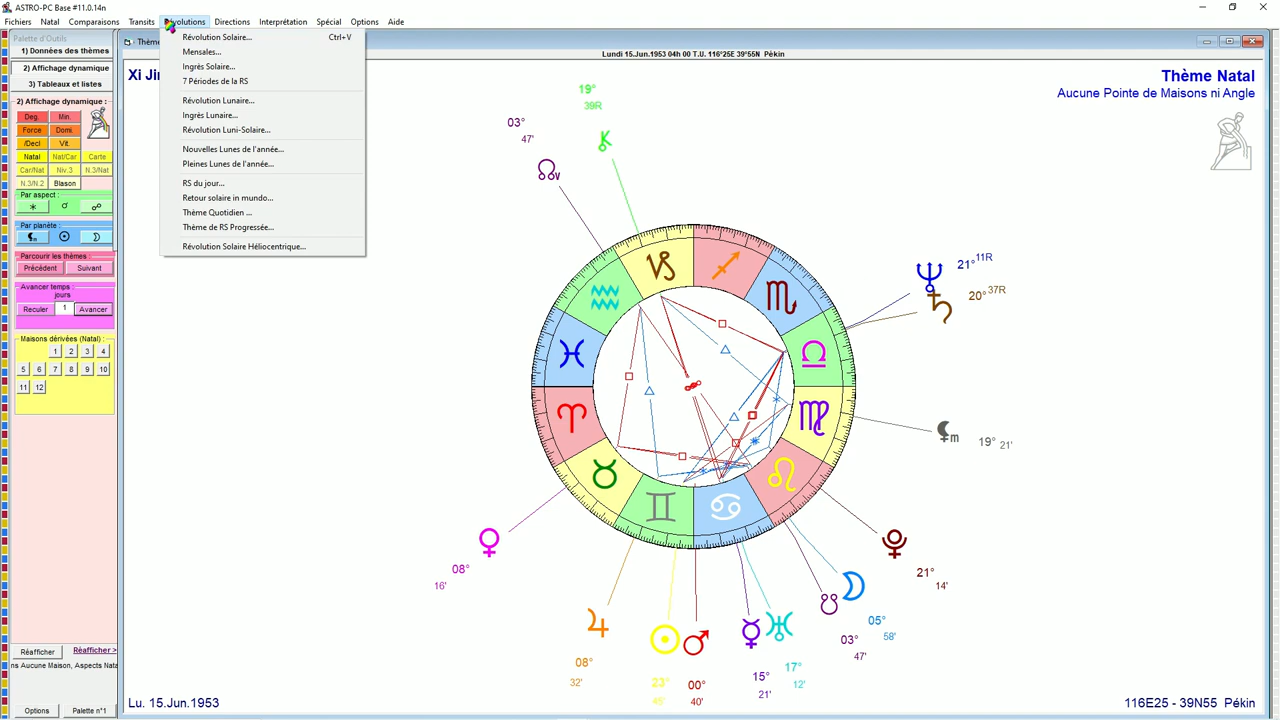 ASTRO-PC Base #11.0.14n
Fichiers Natal Comparaisons Transits Révolutions Directions Interprétation Spécial Options Aide
Palette d'Outils
1) Données des thèmes
2) Affichage dynamique
3) Tableaux et listes
2) Affichage dynamique :
Deg. Min.
Force Domi.
/Decl Vit.
Natal Nat/Car Carte
Car/Nat Niv.3 N.3/Nat
N.3/N.2 Blason
Par aspect :
Par planète :
Parcourir les thèmes
Précédent Suivant
Avancer temps :
jours
Reculer 1 Avancer
Maisons dérivées (Natal) :
1 2 3 4
5 6 7 8 9 10
11 12
Réafficher Réafficher >
ns Aucune Maison, Aspects Nata
Options Palette n°1
Révolution Solaire... Ctrl+V
Mensales...
Ingrès Solaire...
7 Périodes de la RS
Révolution Lunaire...
Ingrès Lunaire...
Révolution Luni-Solaire...
Nouvelles Lunes de l'année...
Pleines Lunes de l'année...
RS du jour...
Retour solaire in mundo...
Thème Quotidien ...
Thème de RS Progressée...
Révolution Solaire Héliocentrique...
Thème
Lundi 15.Jun.1953 04h 00 T.U. 116°25E 39°55N Pékin
Xi Jin
Thème Natal
Aucune Pointe de Maisons ni Angle
19°
39R
03°
47'
21° 11R
20° 37R
m 19° 21'
21°
14'
05°
58'
03°
47'
17°
12'
15°
21'
00°
40'
23°
45'
08°
32'
08°
16'
Lu. 15.Jun.1953
116E25 - 39N55 Pékin